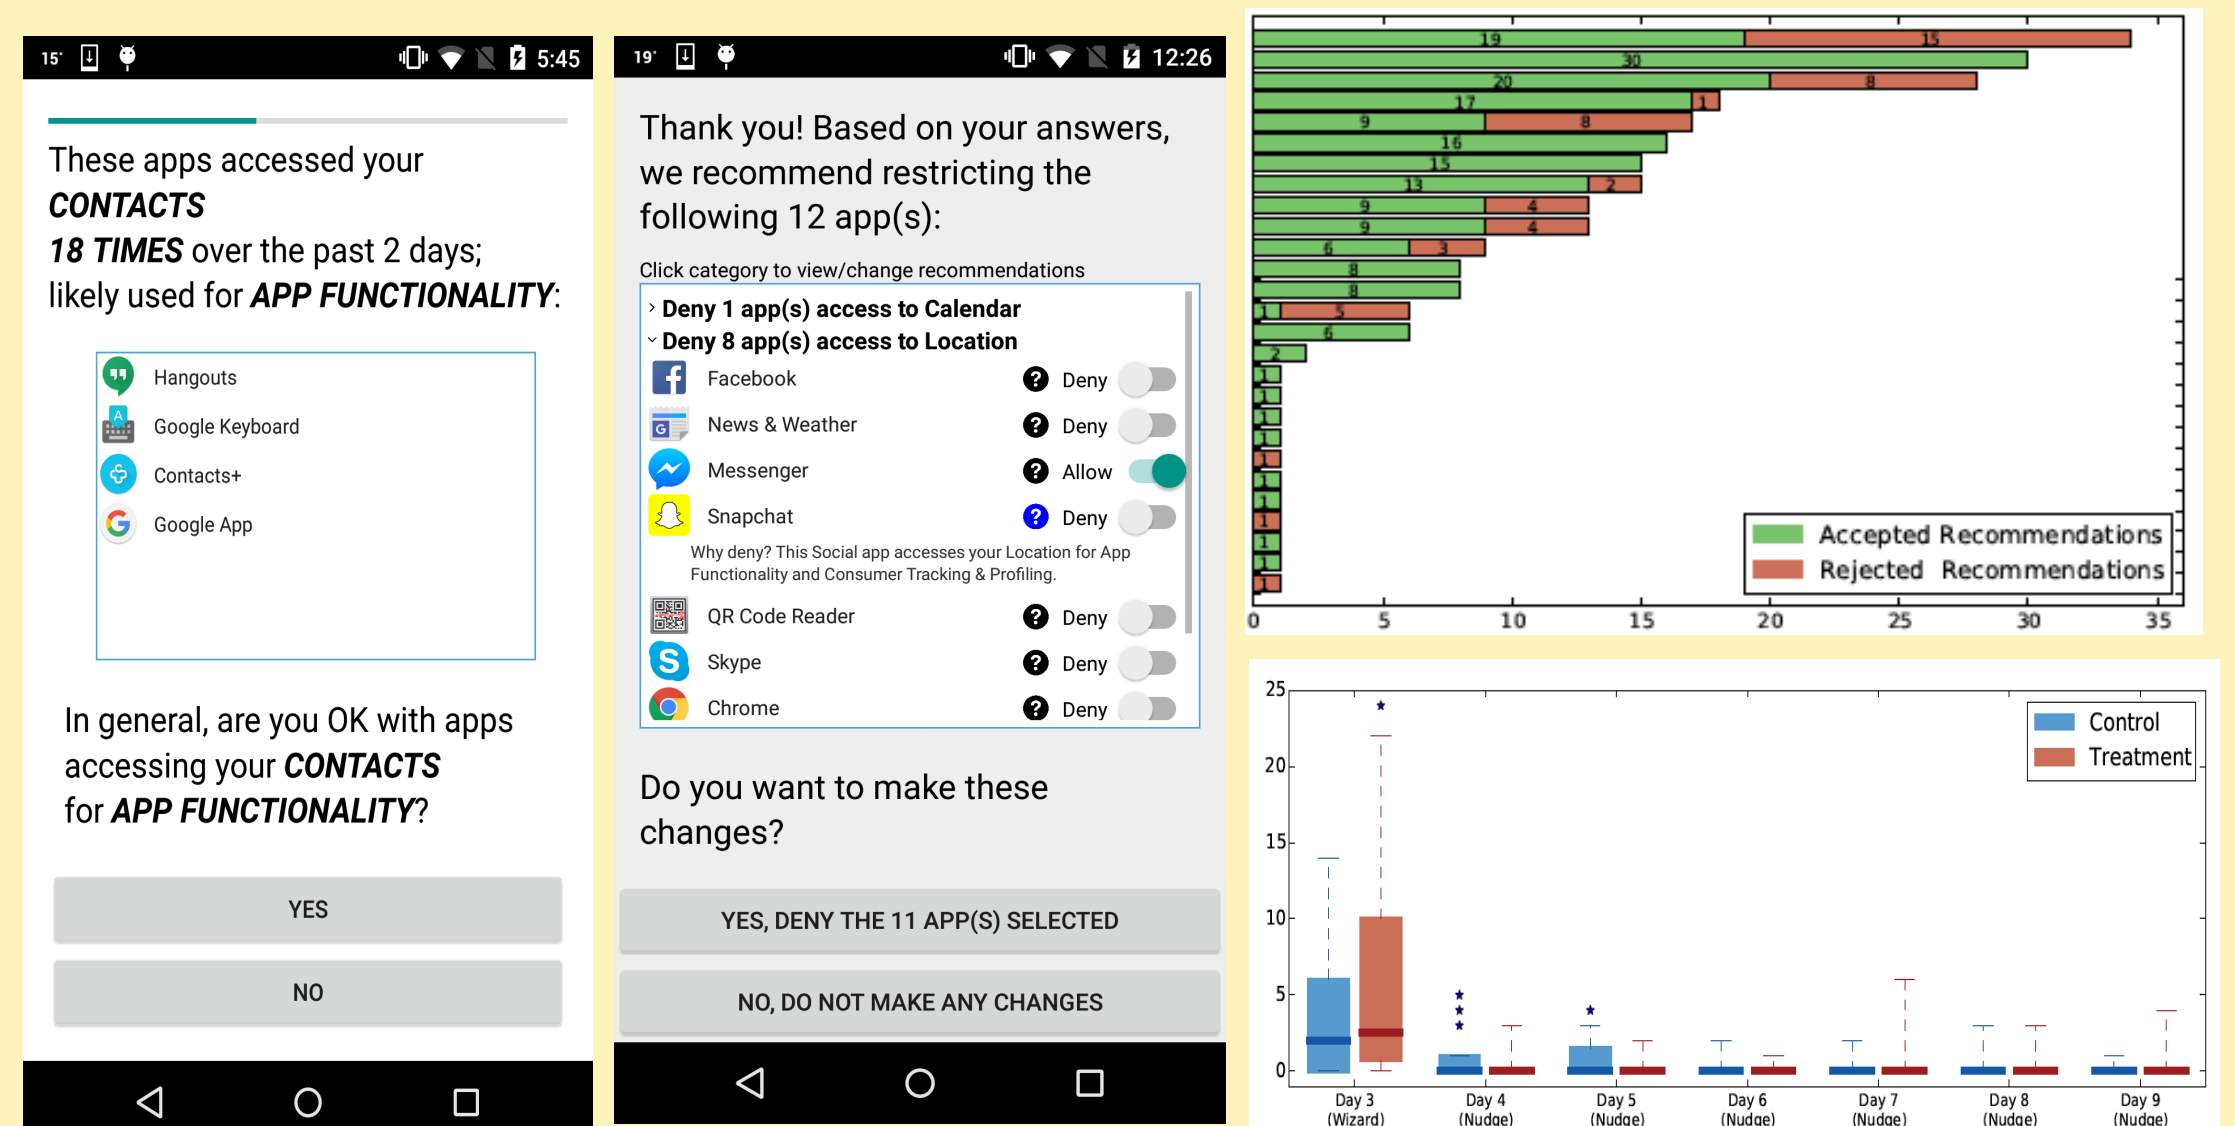 15°
5:45
These apps accessed your
CONTACTS
18 TIMES over the past 2 days;
likely used for APP FUNCTIONALITY:
Hangouts
Google Keyboard
Contacts+
Google App
In general, are you OK with apps
accessing your CONTACTS
for APP FUNCTIONALITY?
YES
NO
19°
12:26
Thank you! Based on your answers,
we recommend restricting the
following 12 app(s):
Click category to view/change recommendations
Deny 1 app(s) access to Calendar
Deny 8 app(s) access to Location
Facebook ? Deny
News & Weather ? Deny
Messenger ? Allow
Snapchat ? Deny
Why deny? This Social app accesses your Location for App
Functionality and Consumer Tracking & Profiling.
QR Code Reader ? Deny
Skype ? Deny
Chrome ? Deny
Do you want to make these
changes?
YES, DENY THE 11 APP(S) SELECTED
NO, DO NOT MAKE ANY CHANGES
19 15
30
20 8
17 1
9 8
16
15
13 2
9 4
9 4
6 3
8
8
1 5
6
2
1
1
1
1
1
1
1
1
1
1
1
Accepted Recommendations
Rejected Recommendations
0 5 10 15 20 25 30 35
25
20
15
10
5
0
Control
Treatment
Day 3 Day 4 Day 5 Day 6 Day 7 Day 8 Day 9
(Wizard) (Nudge) (Nudge) (Nudge) (Nudge) (Nudge) (Nudge)